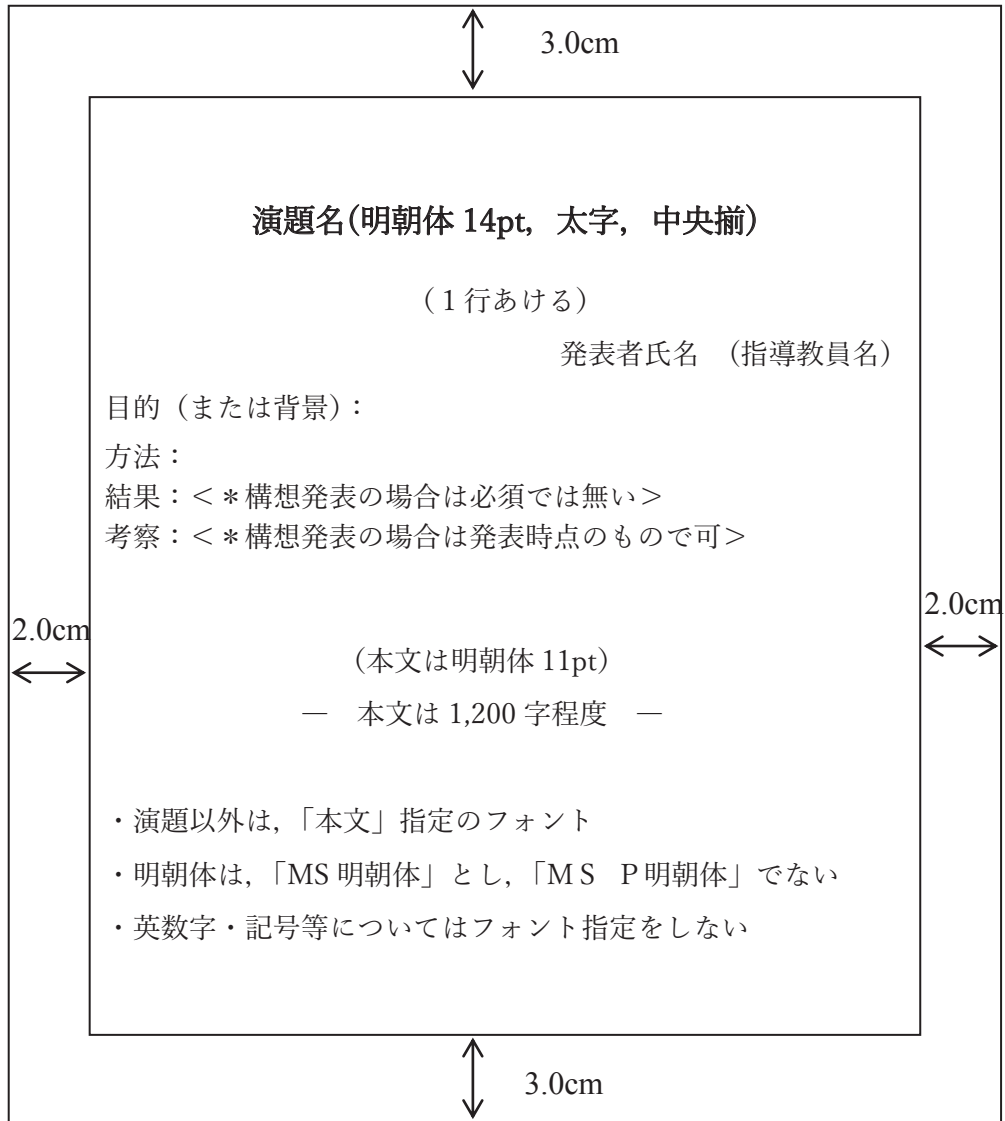 3.0cm
演題名(明朝体 14pt, 太字, 中央揃)
（１行あける）
発表者氏名　(指導教員名)
目的（または背景）：
方法：
結果：＜＊構想発表の場合は必須では無い＞
考察：＜＊構想発表の場合は発表時点のもので可＞
2.0cm
2.0cm
(本文は明朝体 11pt)
―　本文は 1,200 字程度　―
・演題以外は,「本文」指定のフォント
・明朝体は,「MS 明朝体」とし,「ＭＳ　Ｐ明朝体」でない
・英数字・記号等についてはフォント指定をしない
3.0cm